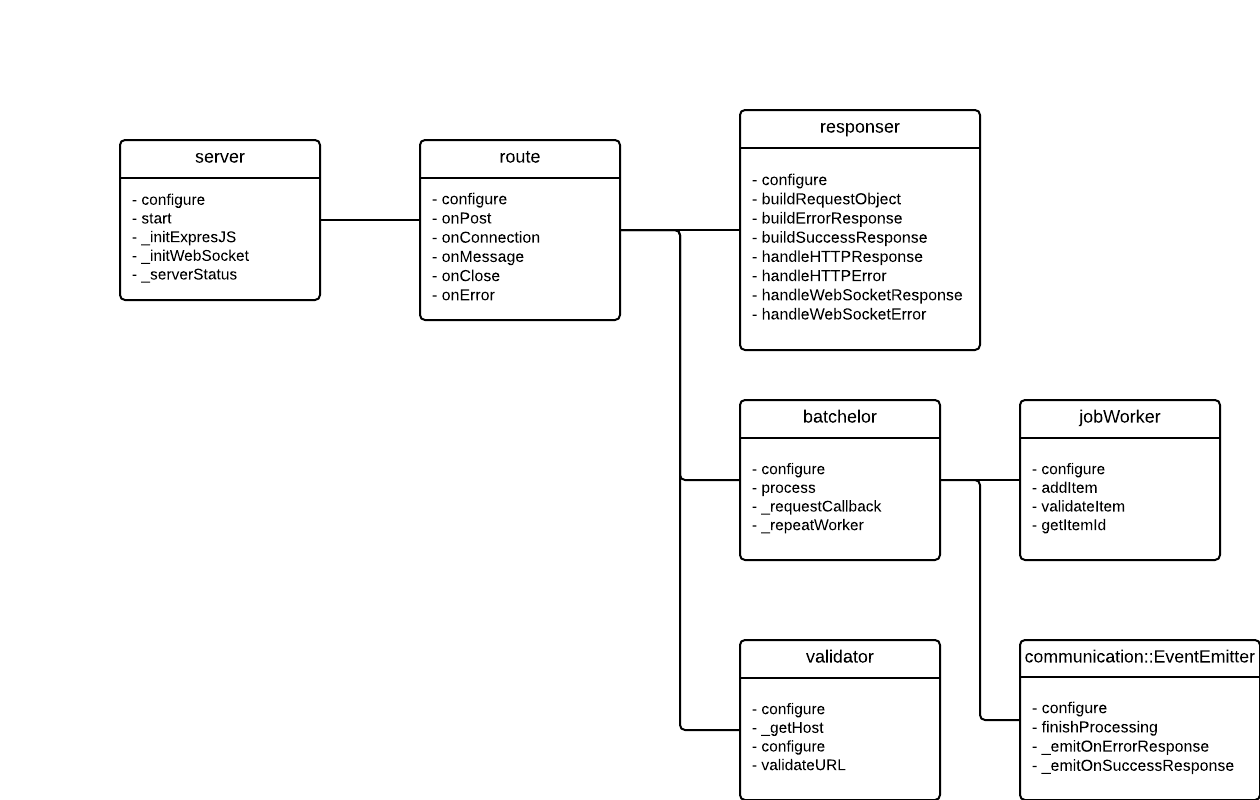 server
- configure
- start
- _initExpresJS
- _initWebSocket
- _serverStatus
route
- configure
- onPost
- onConnection
- onMessage
- onClose
- onError
responser
- configure
- buildRequestObject
- buildErrorResponse
- buildSuccessResponse
- handleHTTPResponse
- handleHTTPError
- handleWebSocketResponse
- handleWebSocketError
batchelor
- configure
- process
- _requestCallback
- _repeatWorker
jobWorker
- configure
- addItem
- validateItem
- getItemId
validator
- configure
- _getHost
- configure
- validateURL
communication::EventEmitter
- configure
- finishProcessing
- _emitOnErrorResponse
- _emitOnSuccessResponse